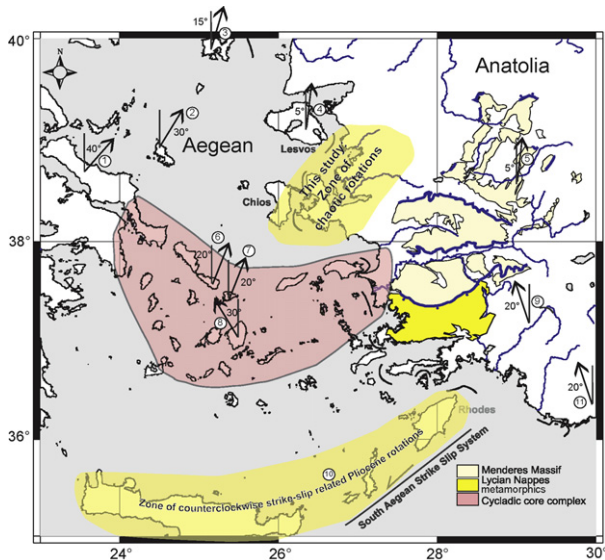 15°
3
40°
N
Anatolia
2
4
5°
30°
Aegean
Lesvos
40°
1
5
5°
This study:
Zone of
chaotic rotations
Chios
38°
6
7
20°
20°
30°
8
20°
9
20°
11
36°
Rhodes
10
Zone of counterclockwise strike-slip related Pliocene rotations
South Aegean Strike Slip System
Menderes Massif
Lycian Nappes
metamorphics
Cycladic core complex
24°
26°
28°
30°